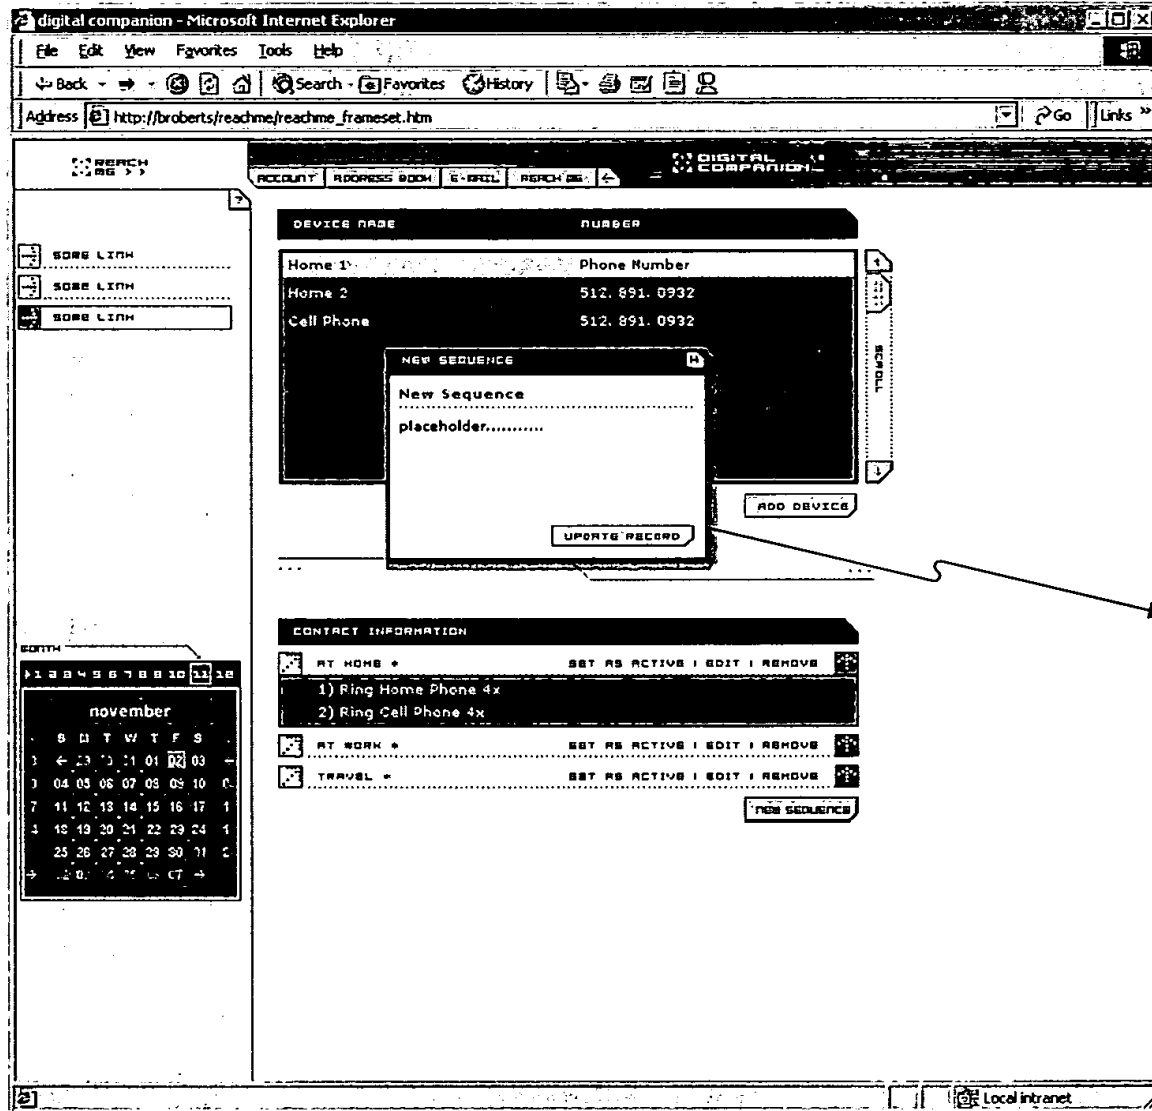 digital companion - Microsoft Internet Explorer
File Edit View Favorites Tools Help
Back Search Favorites History
Address http://broberts/reachme/reachme_frameset.htm Go Links »
REACH ME >>
DIGITAL COMPANION
ACCOUNT ADDRESS BOOK E-MAIL REACH ME
?
SOME LINK
SOME LINK
SOME LINK
DEVICE NAME NUMBER
Home 1 Phone Number
Home 2 512. 891. 0932
Cell Phone 512. 891. 0932
SCROLL
NEW SEQUENCE
New Sequence
placeholder...........
UPDATE RECORD
ADD DEVICE
CONTACT INFORMATION
AT HOME * SET AS ACTIVE | EDIT | REMOVE
1) Ring Home Phone 4x
2) Ring Cell Phone 4x
AT WORK * SET AS ACTIVE | EDIT | REMOVE
TRAVEL * SET AS ACTIVE | EDIT | REMOVE
NEW SEQUENCE
MONTH
1 2 3 4 5 6 7 8 9 10 11 12
november
S M T W T F S
01 02 03
04 05 06 07 08 09 10
11 12 13 14 15 16 17
18 19 20 21 22 23 24
25 26 27 28 29 30
Local intranet